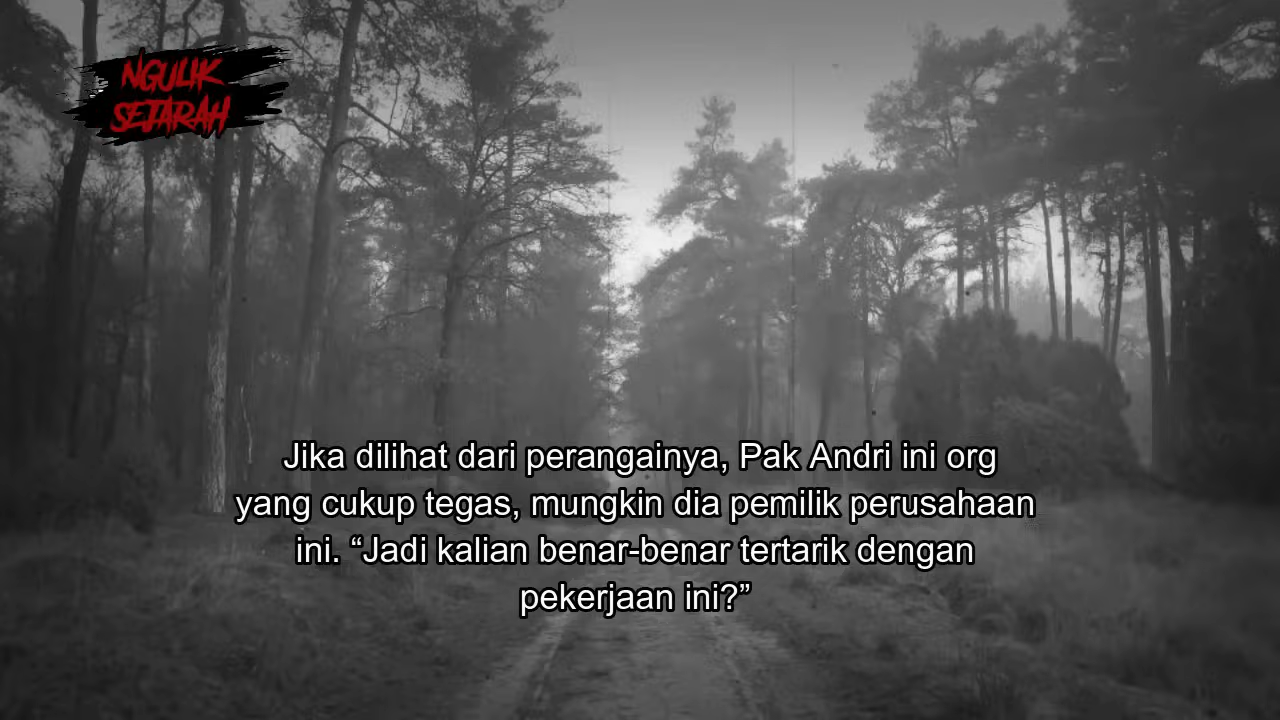 NGULIK
SEJARAH
Jika dilihat dari perangainya, Pak Andri ini org
yang cukup tegas, mungkin dia pemilik perusahaan
ini. “Jadi kalian benar-benar tertarik dengan
pekerjaan ini?”